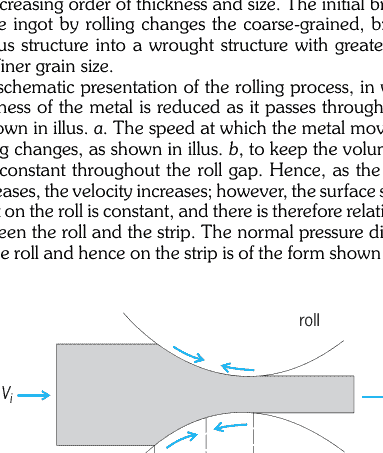 creasing order of thickness and size. The initial br
e ingot by rolling changes the coarse-grained, b
us structure into a wrought structure with greate
finer grain size.
schematic presentation of the rolling process, in w
ness of the metal is reduced as it passes through
own in illus. a. The speed at which the metal mov
g changes, as shown in illus. b, to keep the volum
constant throughout the roll gap. Hence, as the
eases, the velocity increases; however, the surface s
t on the roll is constant, and there is therefore relati
een the roll and the strip. The normal pressure di
e roll and hence on the strip is of the form shown
roll
Vi